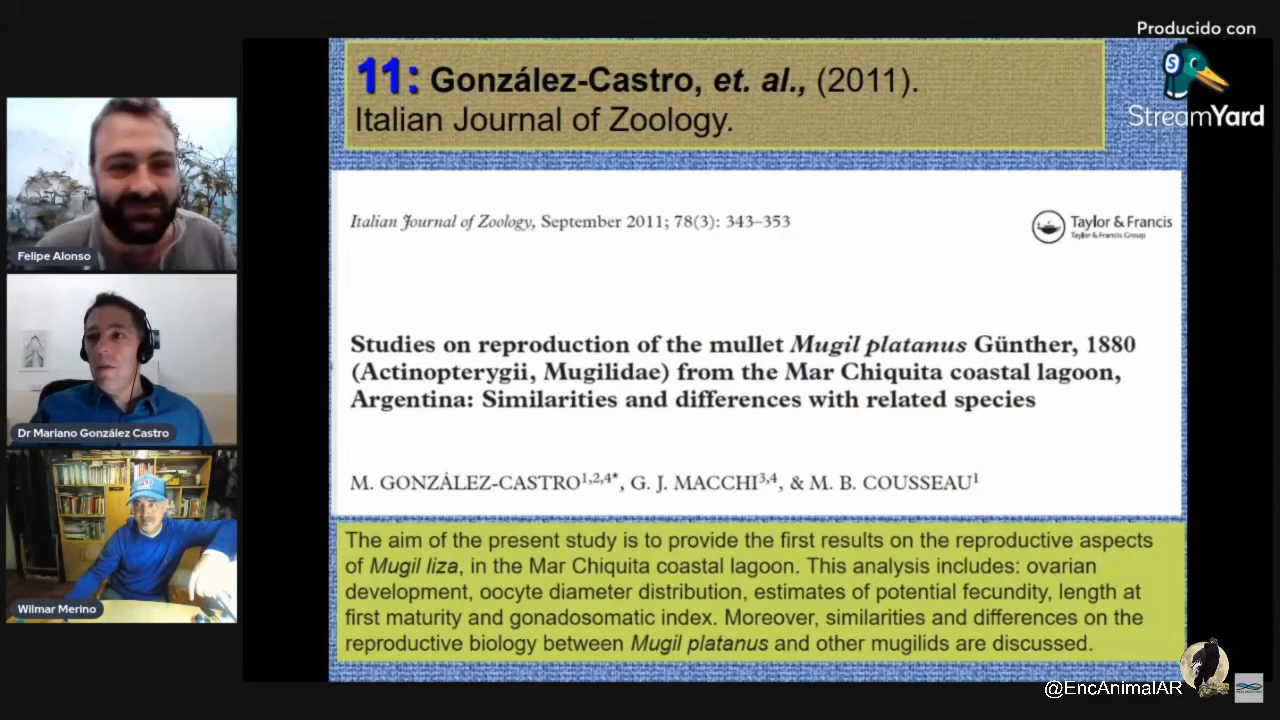 Producido con
StreamYard
11: González-Castro, et. al., (2011).
Italian Journal of Zoology.
Italian Journal of Zoology, September 2011; 78(3): 343–353
Taylor & Francis
Taylor & Francis Group
Studies on reproduction of the mullet Mugil platanus Günther, 1880
(Actinopterygii, Mugilidae) from the Mar Chiquita coastal lagoon,
Argentina: Similarities and differences with related species
M. GONZÁLEZ-CASTRO1,2,4*, G. J. MACCHI3,4, & M. B. COUSSEAU1
The aim of the present study is to provide the first results on the reproductive aspects
of Mugil liza, in the Mar Chiquita coastal lagoon. This analysis includes: ovarian
development, oocyte diameter distribution, estimates of potential fecundity, length at
first maturity and gonadosomatic index. Moreover, similarities and differences on the
reproductive biology between Mugil platanus and other mugilids are discussed.
Felipe Alonso
Dr Mariano González Castro
Wilmar Merino
@EncAnimalAR